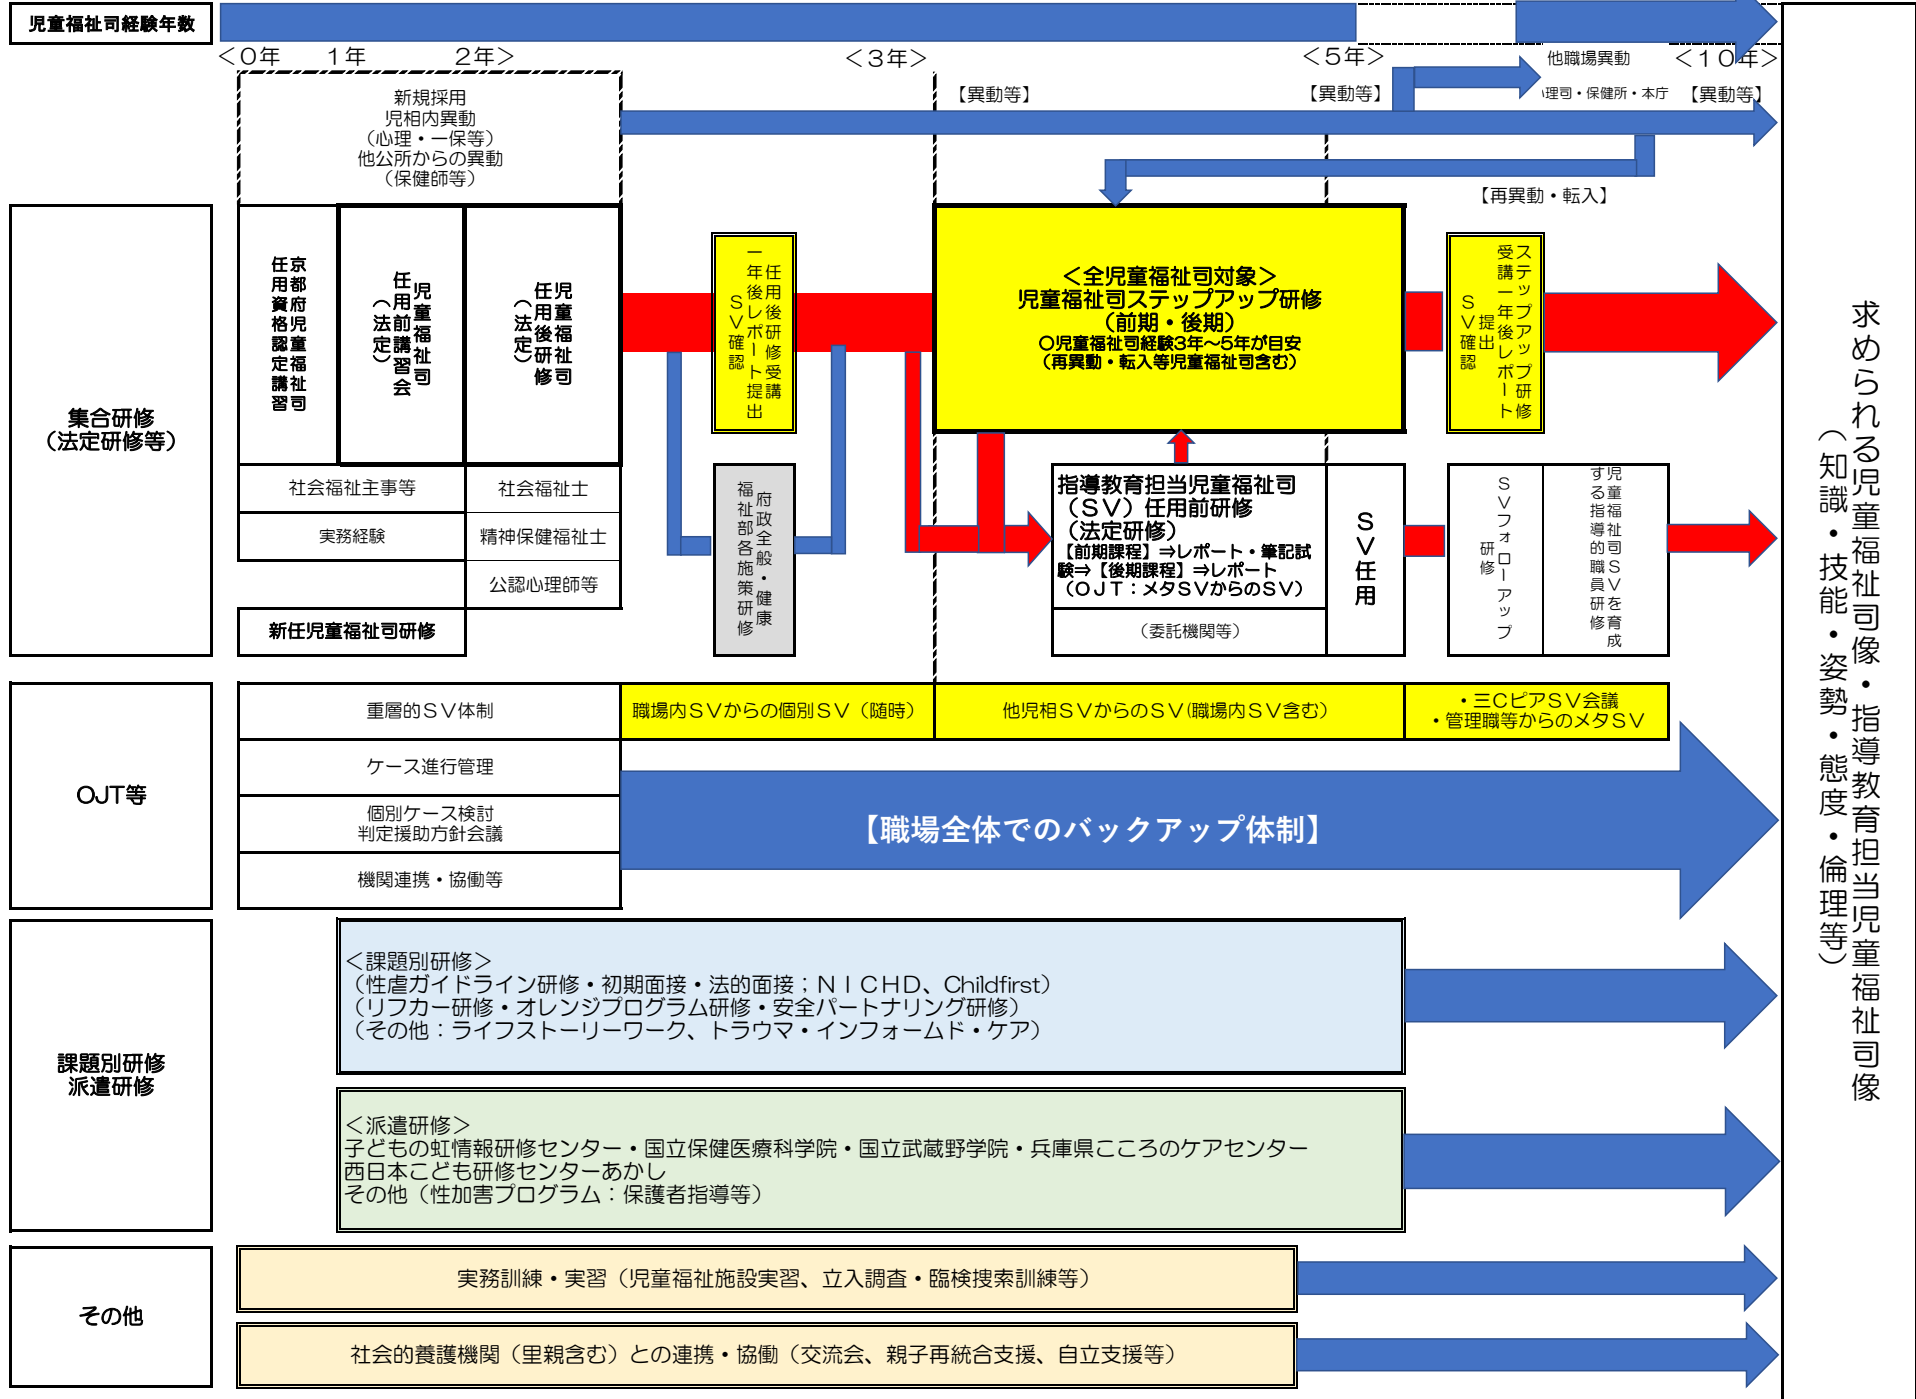 児童福祉司経験年数
＜０年
１年
２年＞
＜３年＞
＜５年＞
＜１０年＞
新規採用
児相内異動
（心理・一保等）
他公所からの異動
（保健師等）
【異動等】
【異動等】
他職場異動
理司・保健所・本庁
【異動等】
【再異動・転入】
集合研修
（法定研修等）
京都府児童福祉司
任用資格認定講習
児童福祉司
任用前講習会
（法定）
児童福祉司
任用後研修
（法定）
任用後研修受講
一年後レポート提出
ＳＶ確認
＜全児童福祉司対象＞
児童福祉司ステップアップ研修
（前期・後期）
〇児童福祉司経験3年～5年が目安
（再異動・転入等児童福祉司含む）
ステップアップ研修
受講一年後レポート
提出
ＳＶ確認
社会福祉主事等
社会福祉士
実務経験
精神保健福祉士
公認心理師等
新任児童福祉司研修
府政全般・健康
福祉部各施策研修
指導教育担当児童福祉司
（ＳＶ）任用前研修
（法定研修）
【前期課程】⇒レポート・筆記試
験⇒【後期課程】⇒レポート
（ＯＪＴ：メタＳＶからのＳＶ）
（委託機関等）
ＳＶ任用
ＳＶフォローアップ
研修
児童福祉司ＳＶを育成
する指導的職員研修
OJT等
重層的ＳＶ体制
職場内ＳＶからの個別ＳＶ（随時）
他児相ＳＶからのＳＶ(職場内ＳＶ含む）
・三ＣピアＳＶ会議
・管理職等からのメタＳＶ
ケース進行管理
個別ケース検討
判定援助方針会議
機関連携・協働等
【職場全体でのバックアップ体制】
課題別研修
派遣研修
＜課題別研修＞
（性虐ガイドライン研修・初期面接・法的面接；ＮＩＣＨＤ、Childfirst）
（リフカー研修・オレンジプログラム研修・安全パートナリング研修）
（その他：ライフストーリーワーク、トラウマ・インフォームド・ケア）
＜派遣研修＞
子どもの虹情報研修センター・国立保健医療科学院・国立武蔵野学院・兵庫県こころのケアセンター
西日本こども研修センターあかし
その他（性加害プログラム：保護者指導等）
その他
実務訓練・実習（児童福祉施設実習、立入調査・臨検捜索訓練等）
社会的養護機関（里親含む）との連携・協働（交流会、親子再統合支援、自立支援等）
求められる児童福祉司像・指導教育担当児童福祉司像
（知識・技能・姿勢・態度・倫理等）